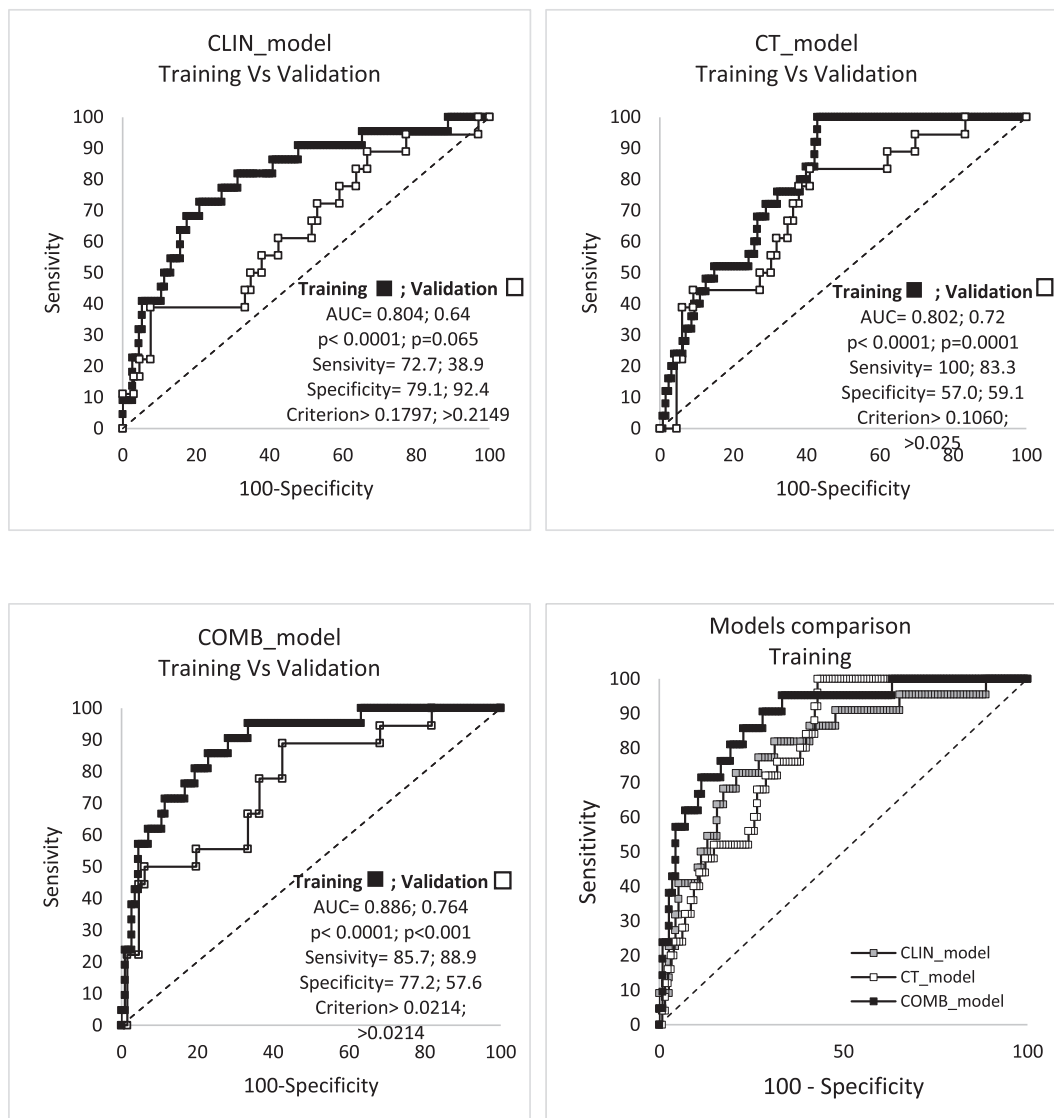 CLIN_model
Training Vs Validation
100
90
80
70
60
50
40
30
20
10
0
Sensivity
Training ■ ; Validation □
AUC= 0.804; 0.64
p< 0.0001; p=0.065
Sensivity= 72.7; 38.9
Specificity= 79.1; 92.4
Criterion> 0.1797; >0.2149
0 20 40 60 80 100
100-Specificity
CT_model
Training Vs Validation
100
90
80
70
60
50
40
30
20
10
0
Sensivity
Training ■ ; Validation □
AUC= 0.802; 0.72
p< 0.0001; p=0.0001
Sensivity= 100; 83.3
Specificity= 57.0; 59.1
Criterion> 0.1060;
>0.025
0 20 40 60 80 100
100-Specificity
COMB_model
Training Vs Validation
100
90
80
70
60
50
40
30
20
10
0
Sensivity
Training ■ ; Validation □
AUC= 0.886; 0.764
p< 0.0001; p<0.001
Sensivity= 85.7; 88.9
Specificity= 77.2; 57.6
Criterion> 0.0214;
>0.0214
0 20 40 60 80 100
100-Specificity
Models comparison
Training
100
90
80
70
60
50
40
30
20
10
0
Sensitivity
CLIN_model
CT_model
COMB_model
0 50 100
100 - Specificity